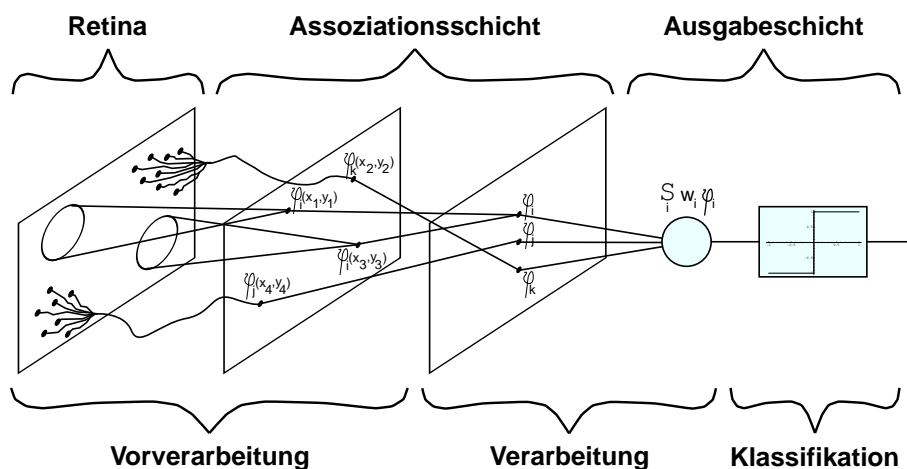 Retina Assoziationsschicht Ausgabeschicht
φk(x2,y2)
φi(x1,y1)
φi(x3,y3)
φj(x4,y4)
φi
φj
φk
S wi φi
i
Vorverarbeitung Verarbeitung Klassifikation